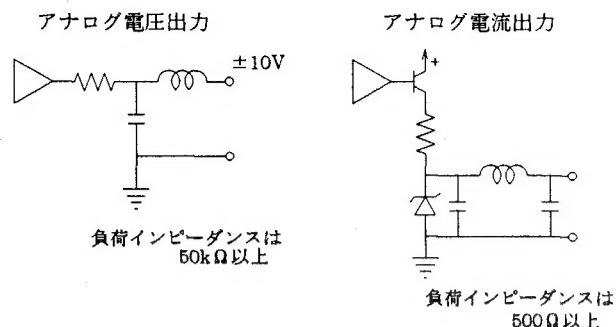 アナログ電圧出力
±10V
負荷インピーダンスは
50kΩ以上
アナログ電流出力
+
負荷インピーダンスは
500Ω以上